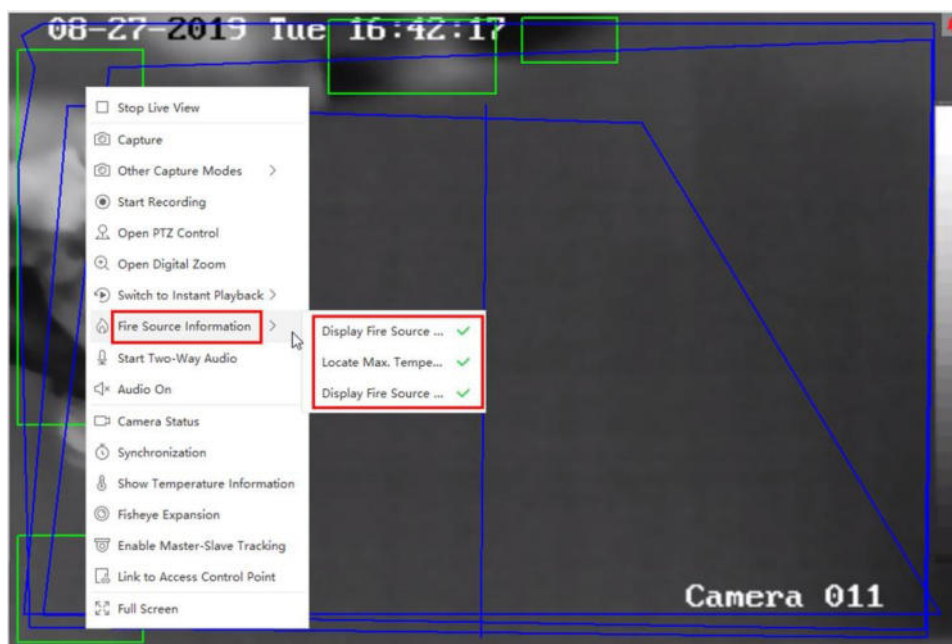 08-27-2019 Tue 16:42:17
Stop Live View
Capture
Other Capture Modes
Start Recording
Open PTZ Control
Open Digital Zoom
Switch to Instant Playback
Fire Source Information
Display Fire Source ...
Locate Max. Tempe...
Display Fire Source ...
Start Two-Way Audio
Audio On
Camera Status
Synchronization
Show Temperature Information
Fisheye Expansion
Enable Master-Slave Tracking
Link to Access Control Point
Full Screen
Camera 011